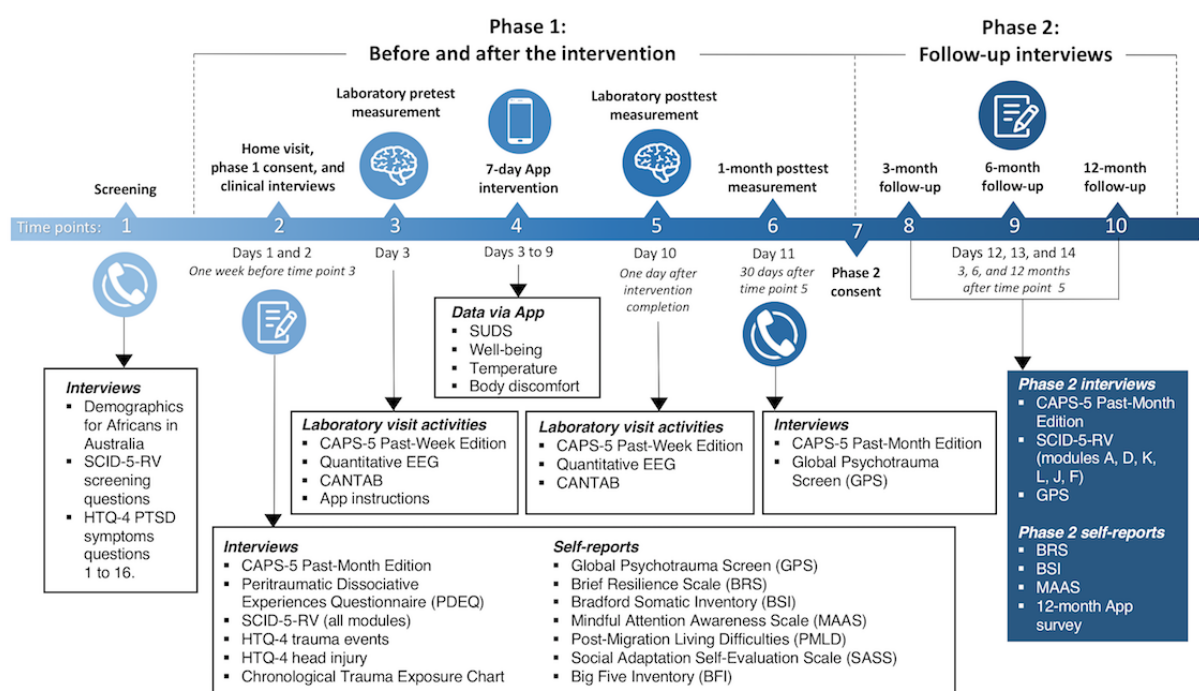 Phase 1:
Before and after the intervention
Phase 2:
Follow-up interviews
Screening
Home visit,
phase 1 consent, and
clinical interviews
Laboratory pretest
measurement
7-day App
intervention
Laboratory posttest
measurement
1-month posttest
measurement
3-month
follow-up
6-month
follow-up
12-month
follow-up
Time points: 1 2 3 4 5 6 7 8 9 10
Days 1 and 2
One week before time point 3
Day 3
Days 3 to 9
Day 10
One day after
intervention
completion
Day 11
30 days after
time point 5
Phase 2
consent
Days 12, 13, and 14
3, 6, and 12 months
after time point 5
Interviews
▪ Demographics
for Africans in
Australia
▪ SCID-5-RV
screening
questions
▪ HTQ-4 PTSD
symptoms
questions
1 to 16.
Data via App
▪ SUDS
▪ Well-being
▪ Temperature
▪ Body discomfort
Laboratory visit activities
▪ CAPS-5 Past-Week Edition
▪ Quantitative EEG
▪ CANTAB
▪ App instructions
Laboratory visit activities
▪ CAPS-5 Past-Week Edition
▪ Quantitative EEG
▪ CANTAB
Interviews
▪ CAPS-5 Past-Month Edition
▪ Global Psychotrauma
Screen (GPS)
Phase 2 interviews
▪ CAPS-5 Past-Month
Edition
▪ SCID-5-RV
(modules A, D, K,
L, J, F)
▪ GPS
Phase 2 self-reports
▪ BRS
▪ BSI
▪ MAAS
▪ 12-month App
survey
Interviews
▪ CAPS-5 Past-Month Edition
▪ Peritraumatic Dissociative
Experiences Questionnaire (PDEQ)
▪ SCID-5-RV (all modules)
▪ HTQ-4 trauma events
▪ HTQ-4 head injury
▪ Chronological Trauma Exposure Chart
Self-reports
▪ Global Psychotrauma Screen (GPS)
▪ Brief Resilience Scale (BRS)
▪ Bradford Somatic Inventory (BSI)
▪ Mindful Attention Awareness Scale (MAAS)
▪ Post-Migration Living Difficulties (PMLD)
▪ Social Adaptation Self-Evaluation Scale (SASS)
▪ Big Five Inventory (BFI)